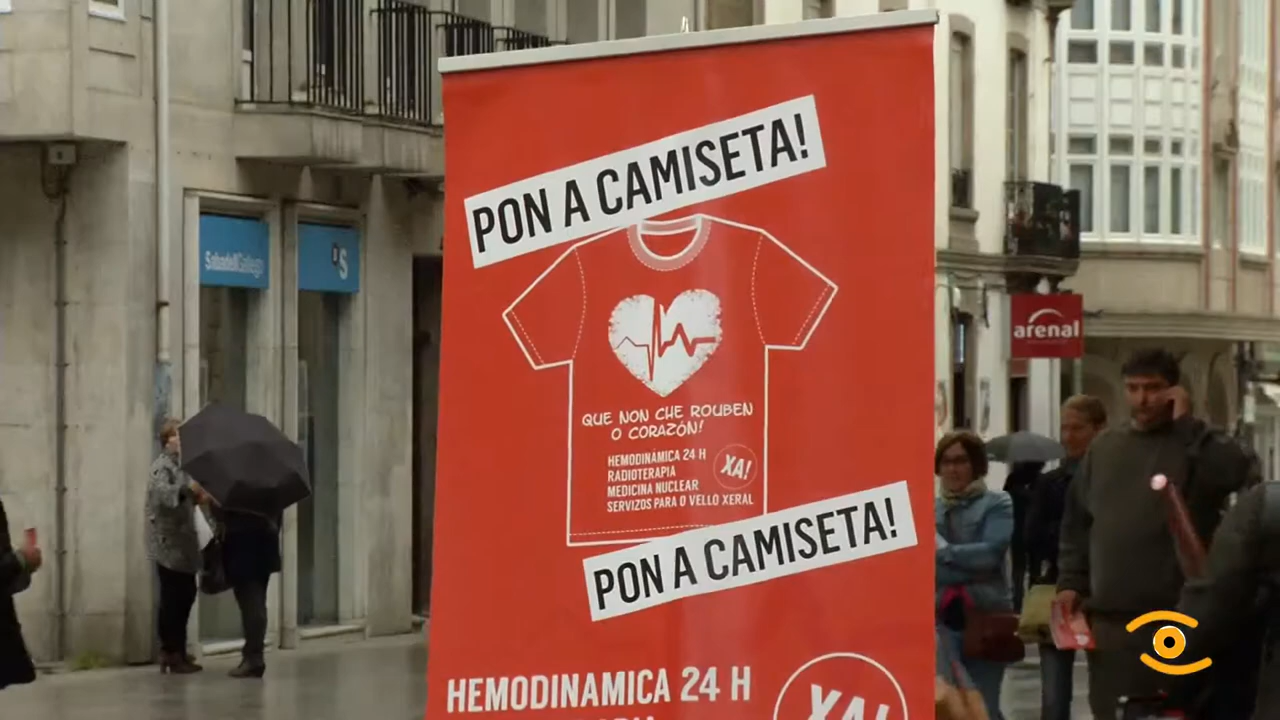 PON A CAMISETA!
QUE NON CHE ROUBEN
O CORAZÓN!
HEMODINÁMICA 24 H
RADIOTERAPIA
MEDICINA NUCLEAR
SERVIZOS PARA O VELLO XERAL
XA!
PON A CAMISETA!
HEMODINAMICA 24 H
XA!
SabadellGallego
S
arenal